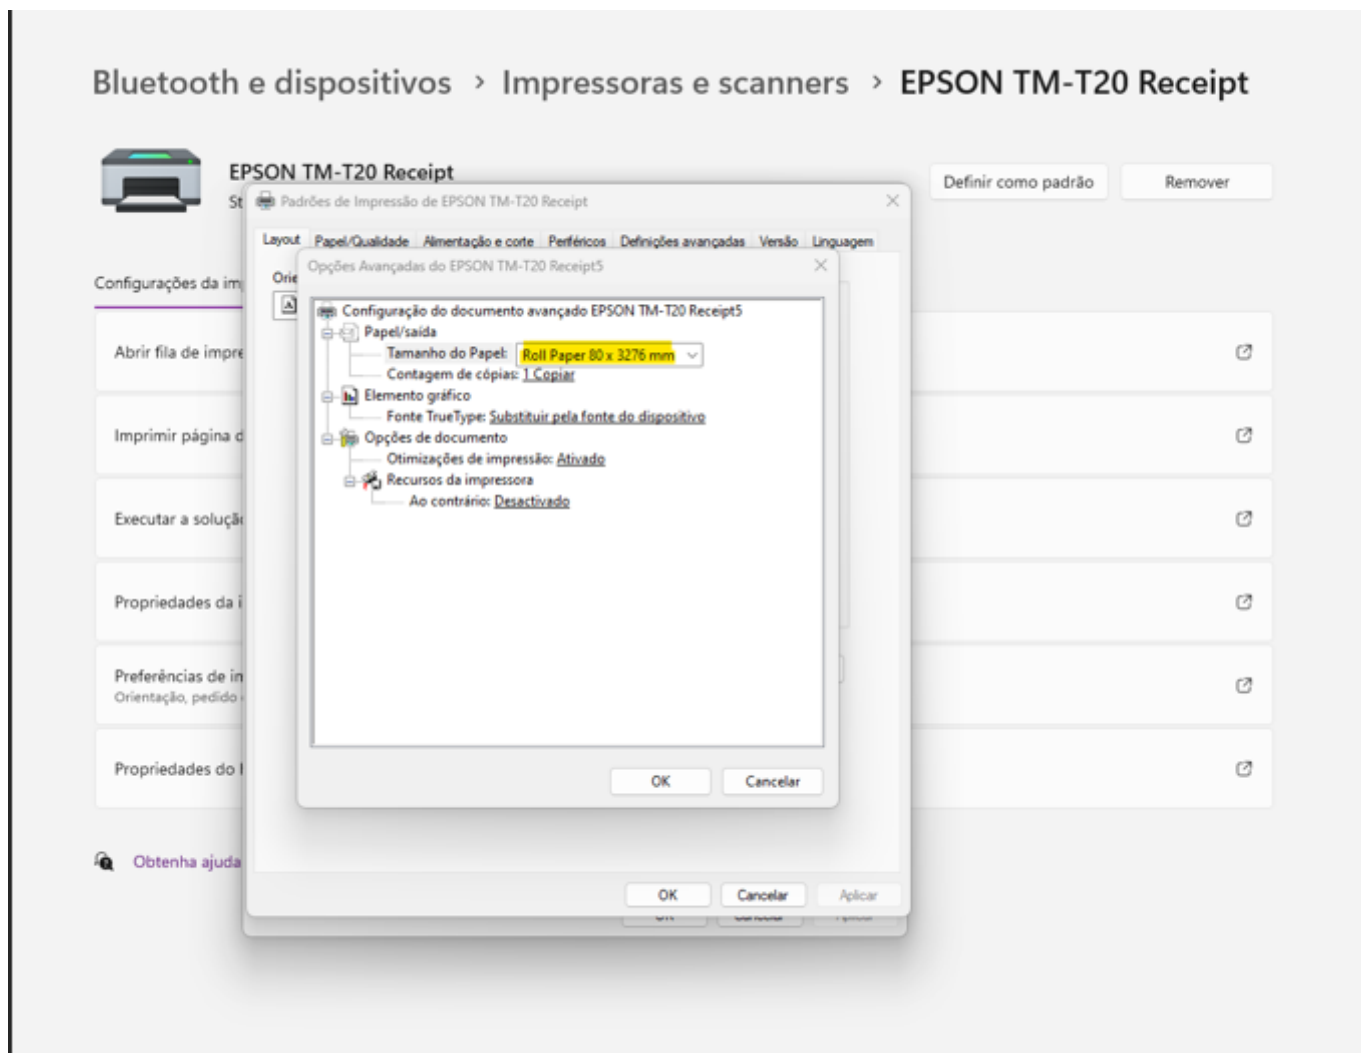 Bluetooth e dispositivos > Impressoras e scanners > EPSON TM-T20 Receipt
EPSON TM-T20 Receipt
Definir como padrão
Remover
Padrões de Impressão de EPSON TM-T20 Receipt
Layout Papel/Qualidade Alimentação e corte Periféricos Definições avançadas Versão Linguagem
Opções Avançadas do EPSON TM-T20 Receipt5
Configuração do documento avançado EPSON TM-T20 Receipt5
Papel/saída
Tamanho do Papel: Roll Paper 80 x 3276 mm
Contagem de cópias: 1 Copiar
Elemento gráfico
Fonte TrueType: Substituir pela fonte do dispositivo
Opções de documento
Otimizações de impressão: Ativado
Recursos da impressora
Ao contrário: Desactivado
OK Cancelar
Configurações da im
Orie
Abrir fila de impre
Imprimir página d
Executar a soluçã
Propriedades da i
Preferências de in
Orientação, pedido
Propriedades do
Obtenha ajuda
OK Cancelar Aplicar